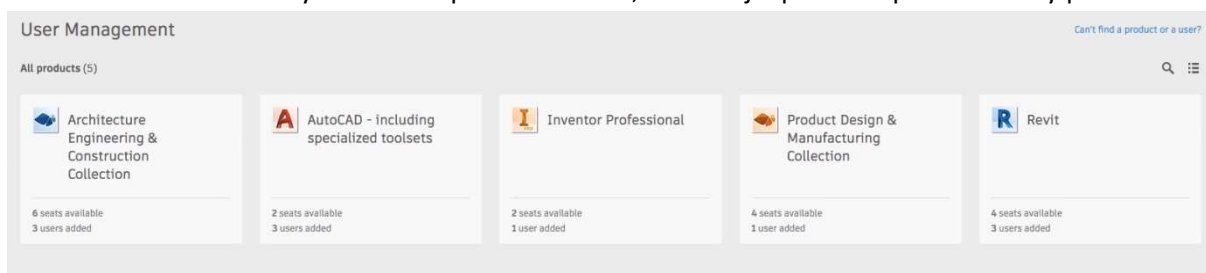 User Management
Can't find a product or a user?
All products (5)
Architecture
Engineering &
Construction
Collection
6 seats available
3 users added
AutoCAD - including
specialized toolsets
2 seats available
3 users added
Inventor Professional
2 seats available
1 user added
Product Design &
Manufacturing
Collection
4 seats available
1 user added
Revit
4 seats available
3 users added